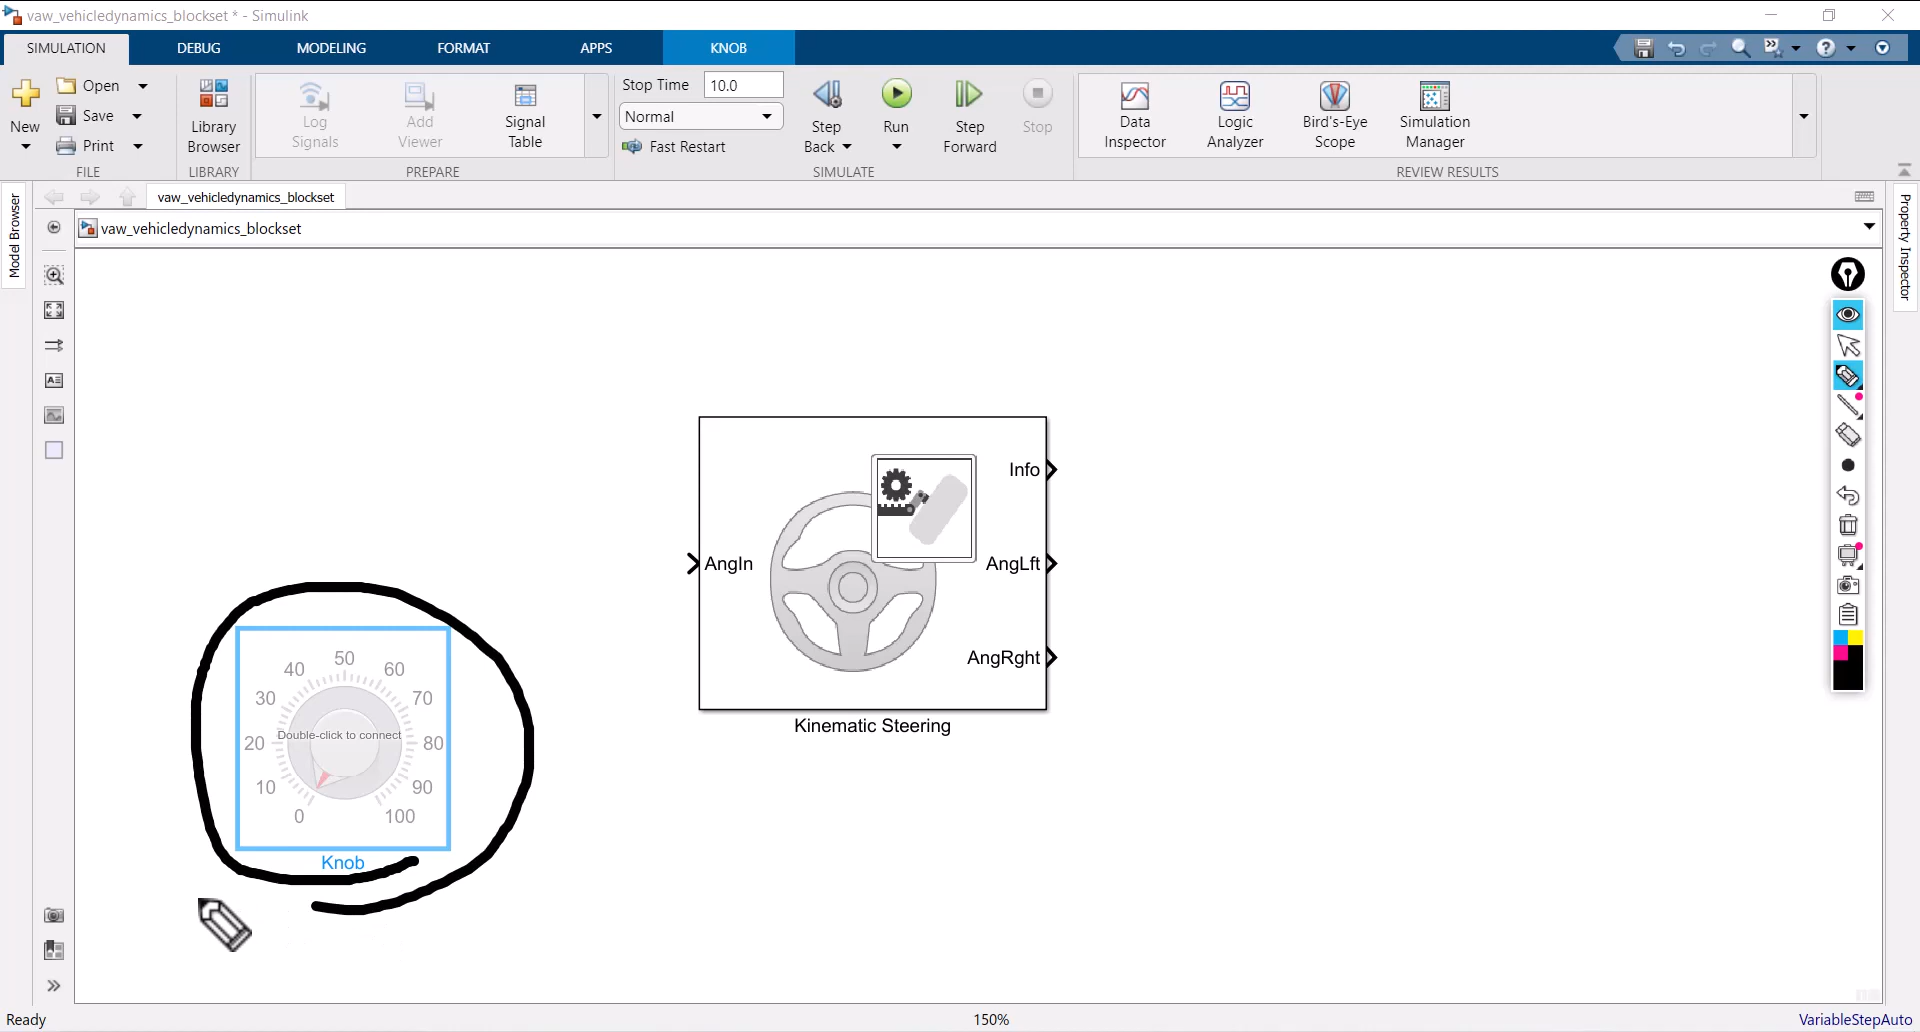 vaw_vehicledynamics_blockset * - Simulink
SIMULATION DEBUG MODELING FORMAT APPS KNOB
New
Open
Save
Print
FILE
Library
Browser
LIBRARY
Log
Signals
Add
Viewer
Signal
Table
PREPARE
Stop Time 10.0
Normal
Fast Restart
Step
Back
Run
Step
Forward
Stop
SIMULATE
Data
Inspector
Logic
Analyzer
Bird's-Eye
Scope
Simulation
Manager
REVIEW RESULTS
Model Browser
vaw_vehicledynamics_blockset
vaw_vehicledynamics_blockset
Property Inspector
AngIn
Info
AngLft
AngRght
Kinematic Steering
0
10
20
30
40
50
60
70
80
90
100
Double-click to connect
Knob
Ready
150%
VariableStepAuto